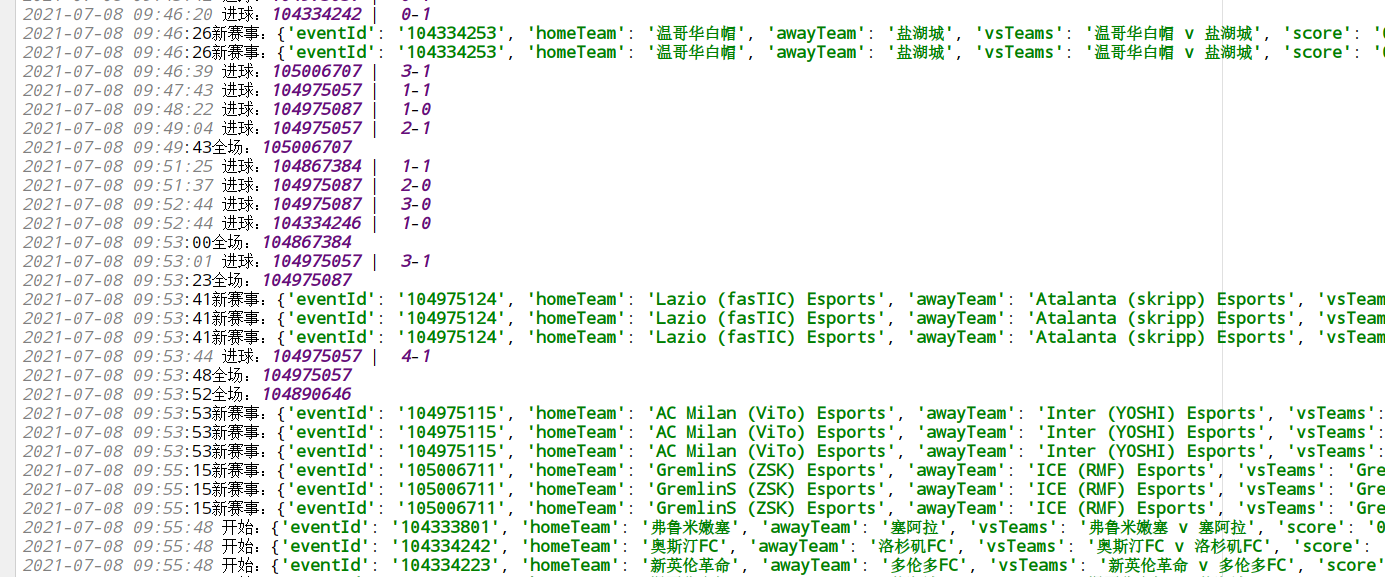 2021-07-08 09:46:20 进球：104334242 | 0-1
2021-07-08 09:46:26新赛事：{'eventId': '104334253', 'homeTeam': '温哥华白帽', 'awayTeam': '盐湖城', 'vsTeams': '温哥华白帽 v 盐湖城', 'score': '
2021-07-08 09:46:26新赛事：{'eventId': '104334253', 'homeTeam': '温哥华白帽', 'awayTeam': '盐湖城', 'vsTeams': '温哥华白帽 v 盐湖城', 'score': '
2021-07-08 09:46:39 进球：105006707 | 3-1
2021-07-08 09:47:43 进球：104975057 | 1-1
2021-07-08 09:48:22 进球：104975087 | 1-0
2021-07-08 09:49:04 进球：104975057 | 2-1
2021-07-08 09:49:43全场：105006707
2021-07-08 09:51:25 进球：104867384 | 1-1
2021-07-08 09:51:37 进球：104975087 | 2-0
2021-07-08 09:52:44 进球：104975087 | 3-0
2021-07-08 09:52:44 进球：104334246 | 1-0
2021-07-08 09:53:00全场：104867384
2021-07-08 09:53:01 进球：104975057 | 3-1
2021-07-08 09:53:23全场：104975087
2021-07-08 09:53:41新赛事：{'eventId': '104975124', 'homeTeam': 'Lazio (fasTIC) Esports', 'awayTeam': 'Atalanta (skripp) Esports', 'vsTeam
2021-07-08 09:53:41新赛事：{'eventId': '104975124', 'homeTeam': 'Lazio (fasTIC) Esports', 'awayTeam': 'Atalanta (skripp) Esports', 'vsTeam
2021-07-08 09:53:41新赛事：{'eventId': '104975124', 'homeTeam': 'Lazio (fasTIC) Esports', 'awayTeam': 'Atalanta (skripp) Esports', 'vsTeam
2021-07-08 09:53:44 进球：104975057 | 4-1
2021-07-08 09:53:48全场：104975057
2021-07-08 09:53:52全场：104890646
2021-07-08 09:53:53新赛事：{'eventId': '104975115', 'homeTeam': 'AC Milan (ViTo) Esports', 'awayTeam': 'Inter (YOSHI) Esports', 'vsTeams':
2021-07-08 09:53:53新赛事：{'eventId': '104975115', 'homeTeam': 'AC Milan (ViTo) Esports', 'awayTeam': 'Inter (YOSHI) Esports', 'vsTeams':
2021-07-08 09:53:53新赛事：{'eventId': '104975115', 'homeTeam': 'AC Milan (ViTo) Esports', 'awayTeam': 'Inter (YOSHI) Esports', 'vsTeams':
2021-07-08 09:55:15新赛事：{'eventId': '105006711', 'homeTeam': 'GremlinS (ZSK) Esports', 'awayTeam': 'ICE (RMF) Esports', 'vsTeams': 'Gre
2021-07-08 09:55:15新赛事：{'eventId': '105006711', 'homeTeam': 'GremlinS (ZSK) Esports', 'awayTeam': 'ICE (RMF) Esports', 'vsTeams': 'Gre
2021-07-08 09:55:15新赛事：{'eventId': '105006711', 'homeTeam': 'GremlinS (ZSK) Esports', 'awayTeam': 'ICE (RMF) Esports', 'vsTeams': 'Gre
2021-07-08 09:55:48 开始：{'eventId': '104333801', 'homeTeam': '弗鲁米嫩塞', 'awayTeam': '塞阿拉', 'vsTeams': '弗鲁米嫩塞 v 塞阿拉', 'score': '0
2021-07-08 09:55:48 开始：{'eventId': '104334242', 'homeTeam': '奥斯汀FC', 'awayTeam': '洛杉矶FC', 'vsTeams': '奥斯汀FC v 洛杉矶FC', 'score':
2021-07-08 09:55:48 开始：{'eventId': '104334223', 'homeTeam': '新英伦革命', 'awayTeam': '多伦多FC', 'vsTeams': '新英伦革命 v 多伦多FC', 'score'